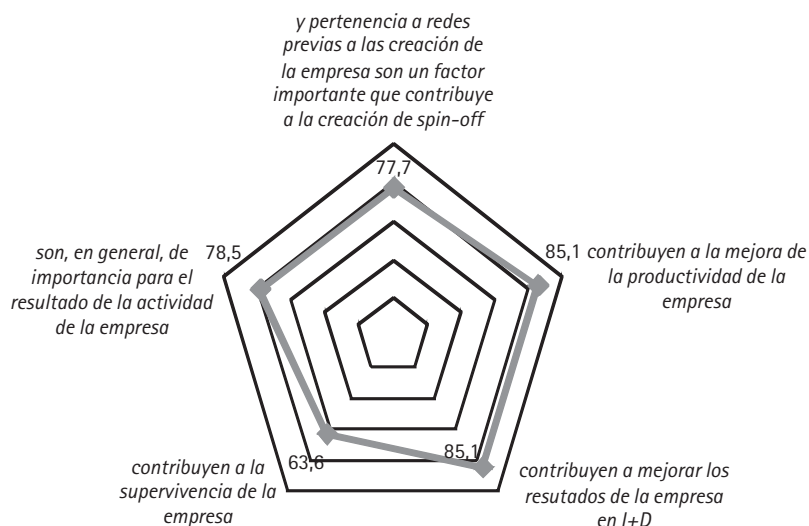 y pertenencia a redes
previas a las creación de
la empresa son un factor
importante que contribuye
a la creación de spin-off
77,7
85,1
contribuyen a la mejora de
la productividad de la
empresa
78,5
son, en general, de
importancia para el
resultado de la actividad
de la empresa
63,6
contribuyen a la
supervivencia de la
empresa
85,1
contribuyen a mejorar los
resutados de la empresa
en I+D